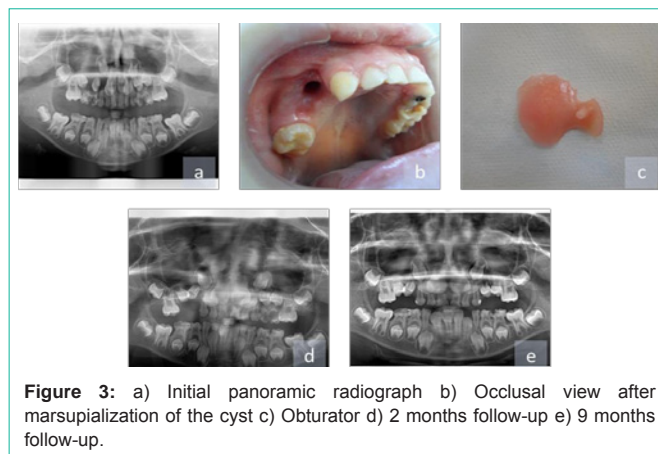 a
b
c
d
e
Figure 3: a) Initial panoramic radiograph b) Occlusal view after
marsupialization of the cyst c) Obturator d) 2 months follow-up e) 9 months
follow-up.